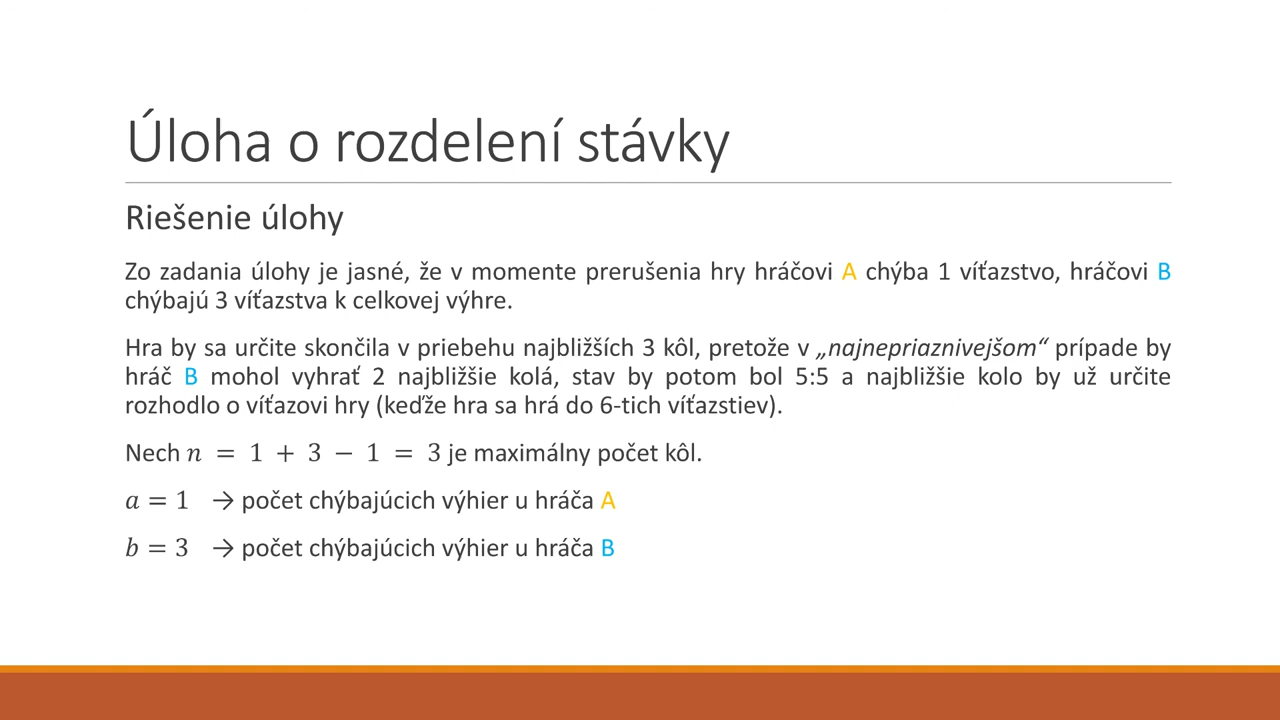 Úloha o rozdelení stávky
Riešenie úlohy
Zo zadania úlohy je jasné, že v momente prerušenia hry hráčovi A chýba 1 víťazstvo, hráčovi B
chýbajú 3 víťazstva k celkovej výhre.
Hra by sa určite skončila v priebehu najbližších 3 kôl, pretože v „najnepriaznivejšom“ prípade by
hráč B mohol vyhrať 2 najbližšie kolá, stav by potom bol 5:5 a najbližšie kolo by už určite
rozhodlo o víťazovi hry (keďže hra sa hrá do 6-tich víťazstiev).
Nech n = 1 + 3 − 1 = 3 je maximálny počet kôl.
a = 1 → počet chýbajúcich výhier u hráča A
b = 3 → počet chýbajúcich výhier u hráča B